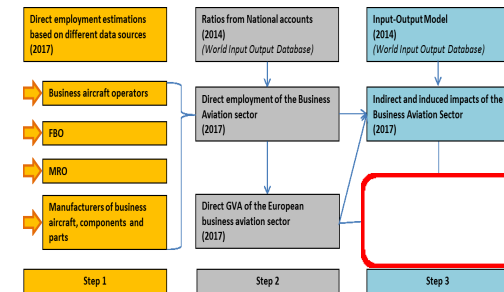 Direct employment estimations
based on different data sources
(2017)
Business aircraft operators
FBO
MRO
Manufacturers of business
aircraft, components and
parts
Step 1
Ratios from National accounts
(2014)
(World Input Output Database)
Direct employment of the Business
Aviation sector
(2017)
Direct GVA of the European
business aviation sector
(2017)
Step 2
Input-Output Model
(2014)
(World Input Output Database)
Indirect and induced impacts of the
Business Aviation Sector
(2017)
Step 3